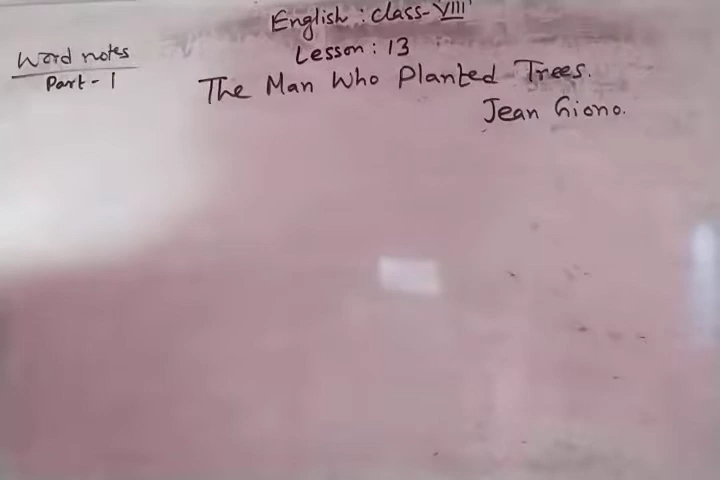 English : class-VIII
Word notes
Part-1
Lesson : 13
The Man Who Planted Trees.
Jean Giono.